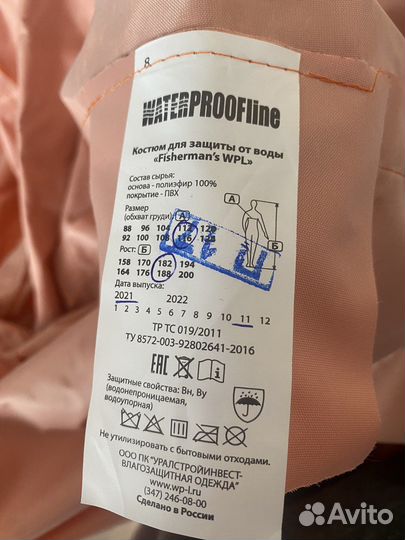 8.
WATERPROOFline
Костюм для защиты от воды
«Fisherman's WPL»
Состав сырья:
основа - полиэфир 100%
покрытие - ПВХ
Размер
(обхват груди) А
88 96 104 112 120
92 100 108 116 124
Рост: Б
158 170 182 194
164 176 188 200
Дата выпуска:
2021 2022
1 2 3 4 5 6 7 8 9 10 11 12
ТР ТС 019/2011
ТУ 8572-003-92802641-2016
EAC
Защитные свойства: Вн, Ву
(водонепроницаемая,
водоупорная)
Не утилизировать с бытовыми отходами.
ООО ПК "УРАЛСТРОЙИНВЕСТ-
ВЛАГОЗАЩИТНАЯ ОДЕЖДА"
www.wp-l.ru
(347) 246-08-00
Сделано в России
А
Б
Avito